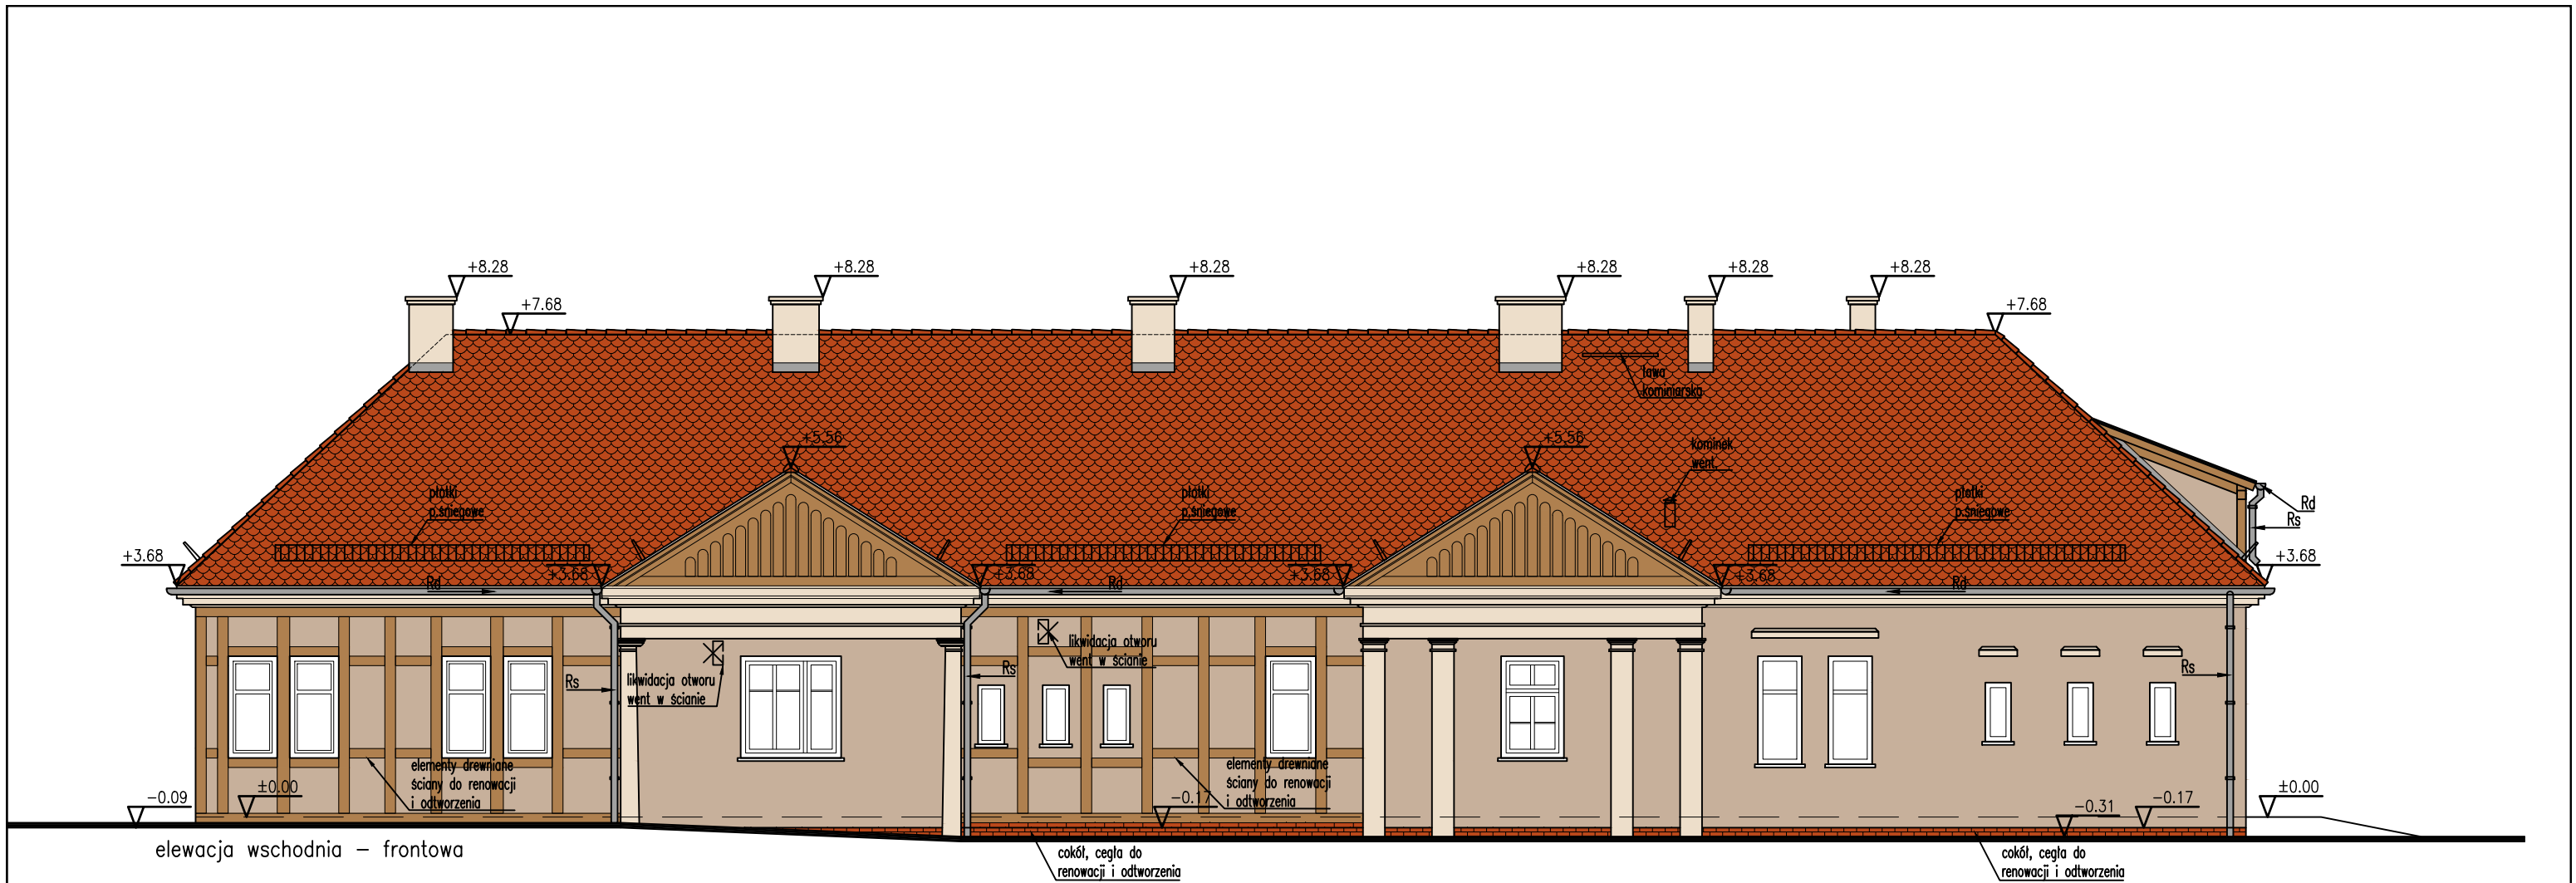 +8.28
+8.28
+8.28
+8.28
+8.28
+8.28
+7.68
+7.68
ława
kominiarska
+5.56
+5.56
kominek
went.
płotki
p.śniegowe
płotki
p.śniegowe
płotki
p.śniegowe
Rd
Rs
+3.68
+3.68
+3.68
+3.68
+3.68
+3.68
Rd
Rd
Rd
likwidacja otworu
went w ścianie
likwidacja otworu
went w ścianie
Rs
Rs
Rs
elementy drewniane
ściany do renowacji
i odtworzenia
elementy drewniane
ściany do renowacji
i odtworzenia
-0.09
±0.00
-0.17
-0.31
-0.17
±0.00
elewacja wschodnia – frontowa
cokół, cegła do
renowacji i odtworzenia
cokół, cegła do
renowacji i odtworzenia